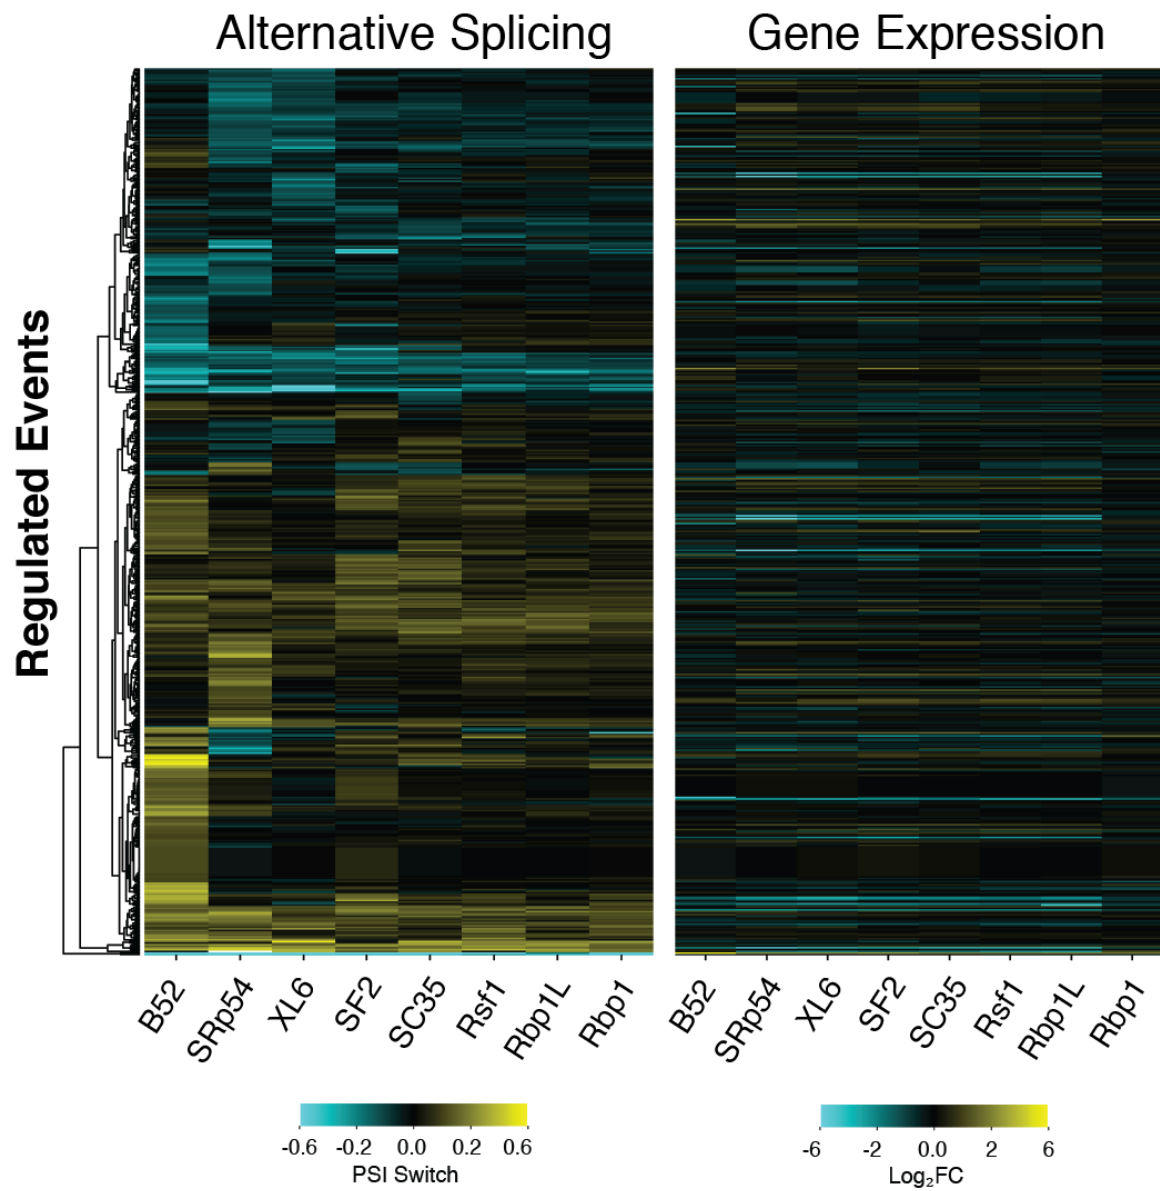 Alternative Splicing
Gene Expression
Regulated Events
B52 SRp54 XL6 SF2 SC35 Rsf1 Rbp1L Rbp1
B52 SRp54 XL6 SF2 SC35 Rsf1 Rbp1L Rbp1
-0.6 -0.2 0.0 0.2 0.6
PSI Switch
-6 -2 0.0 2 6
Log₂FC